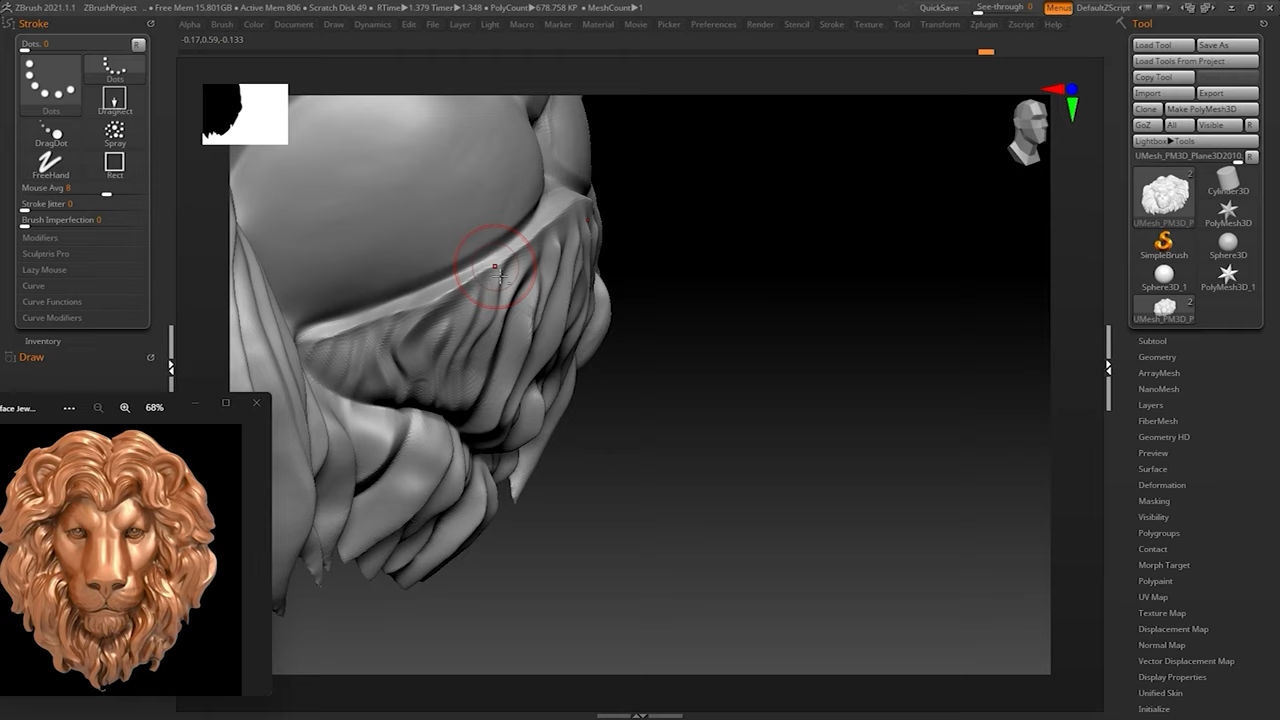 ZBrush 2021.1.1 ZBrushProject .. • Free Mem 15.801GB • Active Mem 806 • Scratch Disk 49 • RTime▶1.379 Timer▶1.348 • PolyCount▶678.758 KP • MeshCount▶1
QuickSave See-through 0 Menus DefaultZScript
Stroke
Alpha Brush Color Document Draw Dynamics Edit File Layer Light Macro Marker Material Movie Picker Preferences Render Stencil Stroke Texture Tool Transform Zplugin Zscript Help
Tool
-0.17,0.59,-0.133
Dots. 0
R
Dots
Dots
DragRect
DragDot
Spray
FreeHand
Rect
Mouse Avg 8
Stroke Jitter 0
Brush Imperfection 0
Modifiers
Sculptris Pro
Lazy Mouse
Curve
Curve Functions
Curve Modifiers
Inventory
Draw
face Jew...
68%
Load Tool Save As
Load Tools From Project
Copy Tool
Import Export
Clone Make PolyMesh3D
GoZ All Visible R
Lightbox▶Tools
UMesh_PM3D_Plane3D2010. R
2
Cylinder3D
UMesh_PM3D_P
PolyMesh3D
SimpleBrush
Sphere3D
Sphere3D_1
PolyMesh3D_1
2
UMesh_PM3D_P
Subtool
Geometry
ArrayMesh
NanoMesh
Layers
FiberMesh
Geometry HD
Preview
Surface
Deformation
Masking
Visibility
Polygroups
Contact
Morph Target
Polypaint
UV Map
Texture Map
Displacement Map
Normal Map
Vector Displacement Map
Display Properties
Unified Skin
Initialize